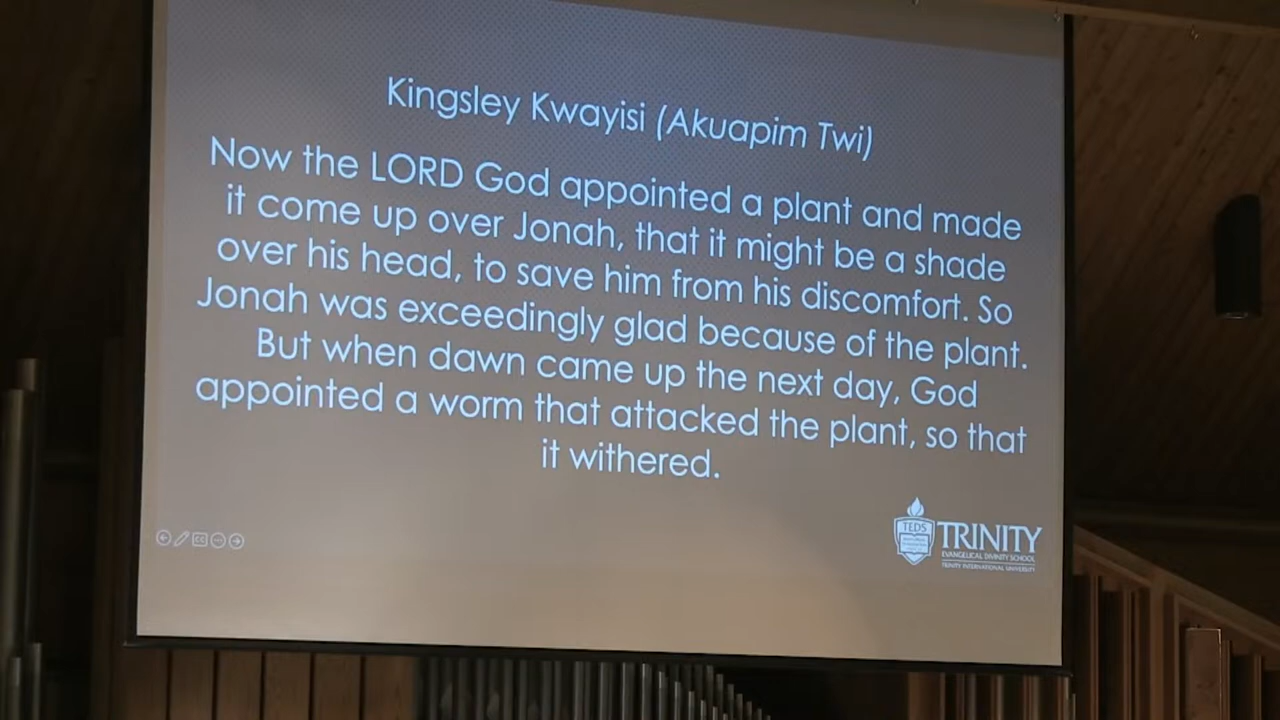 Kingsley Kwayisi (Akuapim Twi)
Now the LORD God appointed a plant and made
it come up over Jonah, that it might be a shade
over his head, to save him from his discomfort. So
Jonah was exceedingly glad because of the plant.
But when dawn came up the next day, God
appointed a worm that attacked the plant, so that
it withered.
CC
TEDS
TRINITY
EVANGELICAL DIVINITY SCHOOL
TRINITY INTERNATIONAL UNIVERSITY